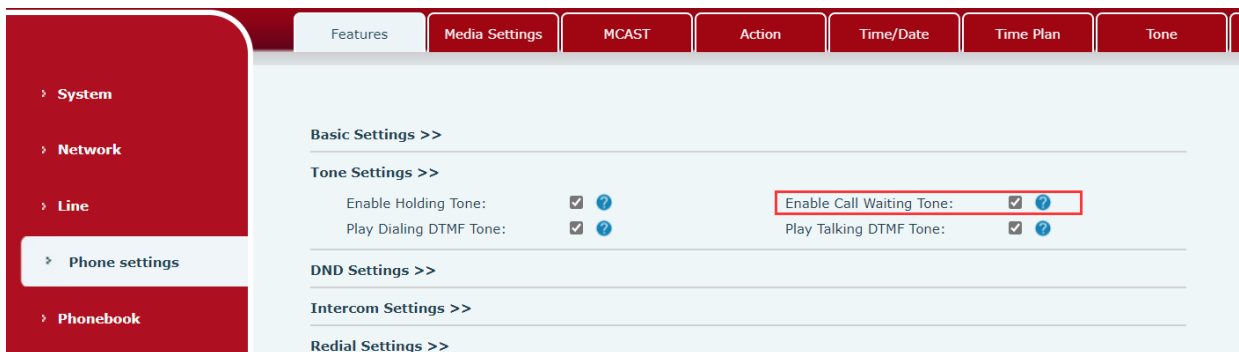 Features Media Settings MCAST Action Time/Date Time Plan Tone
System
Network
Line
Phone settings
Phonebook
Basic Settings >>
Tone Settings >>
Enable Holding Tone: Enable Call Waiting Tone:
Play Dialing DTMF Tone: Play Talking DTMF Tone:
DND Settings >>
Intercom Settings >>
Redial Settings >>